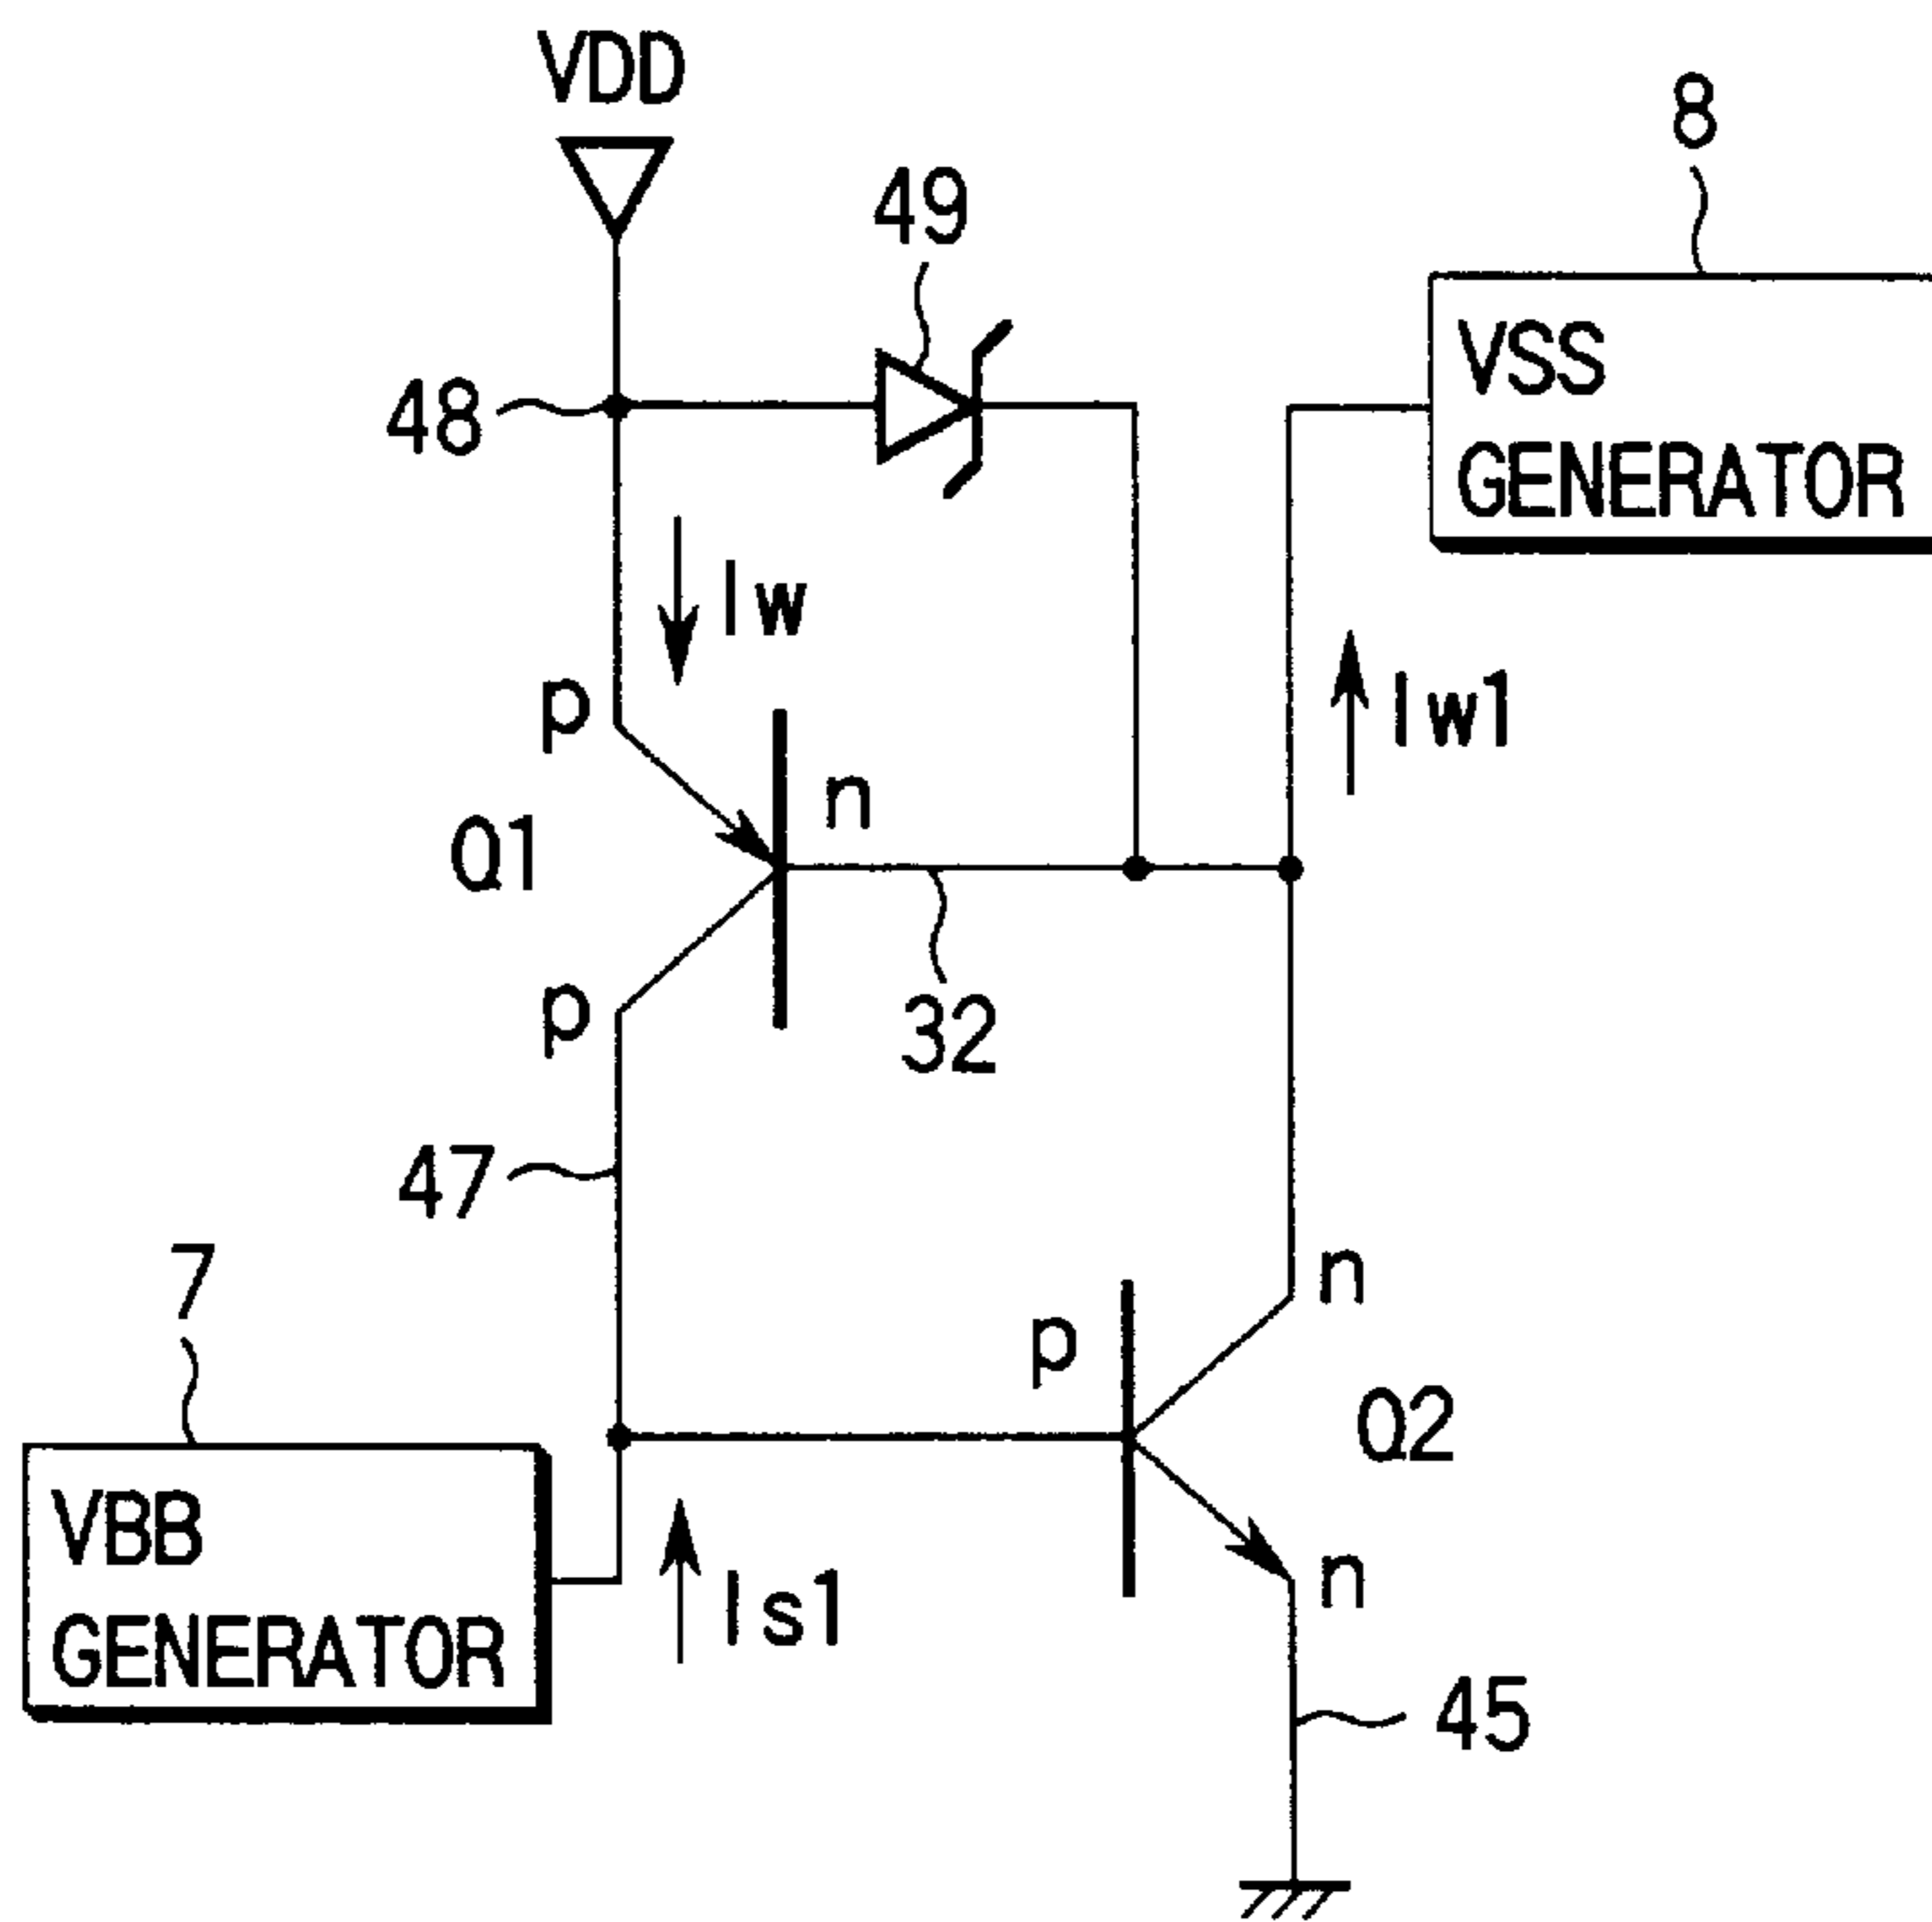 VDD
8
49
VSS
GENERATOR
48
Iw
Iw1
p
n
Q1
p
32
47
7
n
p
Q2
VBB
GENERATOR
Is1
n
45